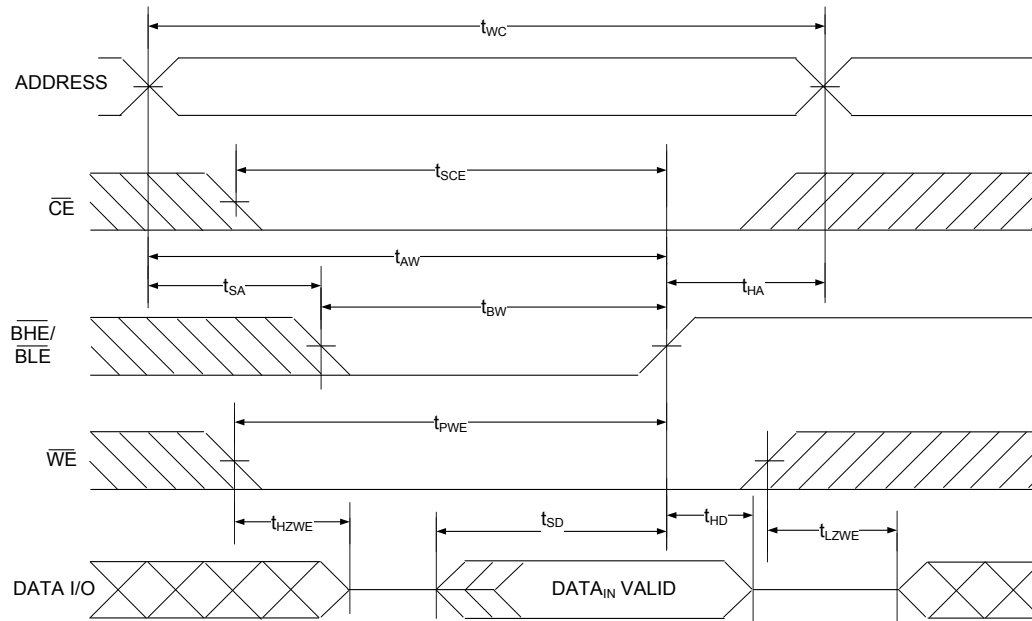 tWC
ADDRESS
tSCE
CE
tAW
tSA
tHA
tBW
BHE/
BLE
tPWE
WE
tHZWE
tSD
tHD
tLZWE
DATA I/O
DATAIN VALID